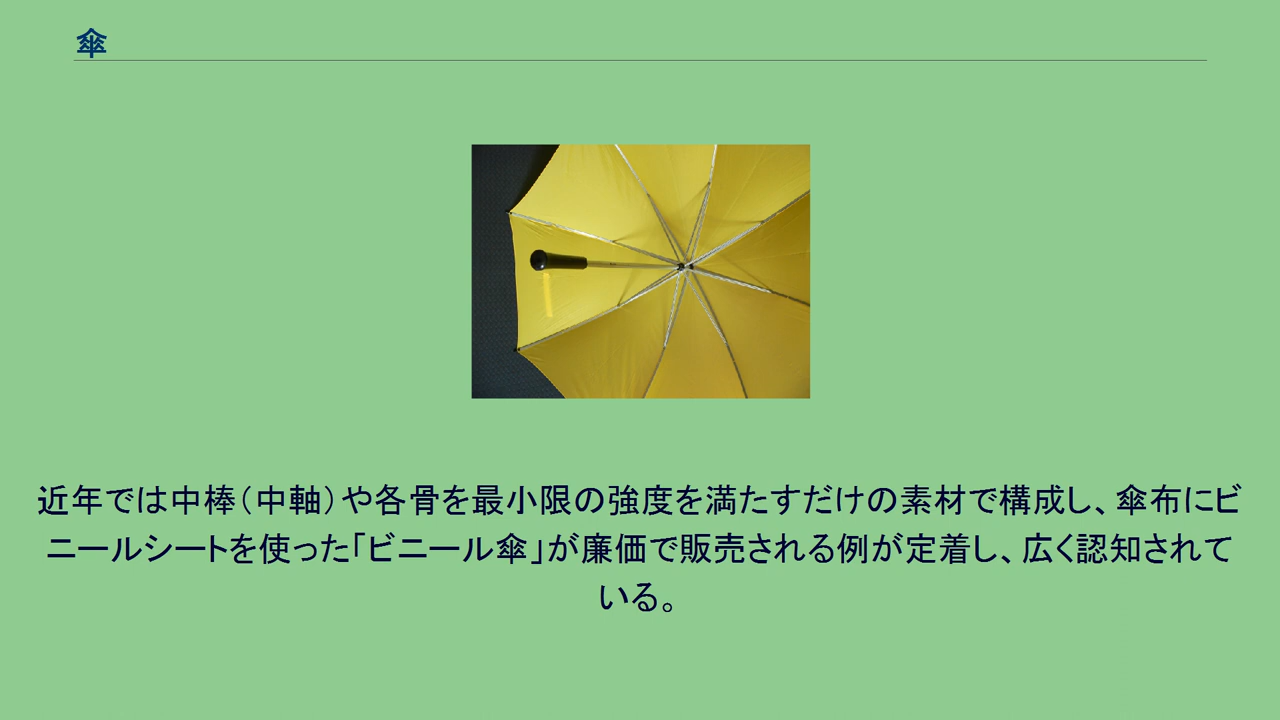 傘
近年では中棒（中軸）や各骨を最小限の強度を満たすだけの素材で構成し、傘布にビ
ニールシートを使った「ビニール傘」が廉価で販売される例が定着し、広く認知されて
いる。